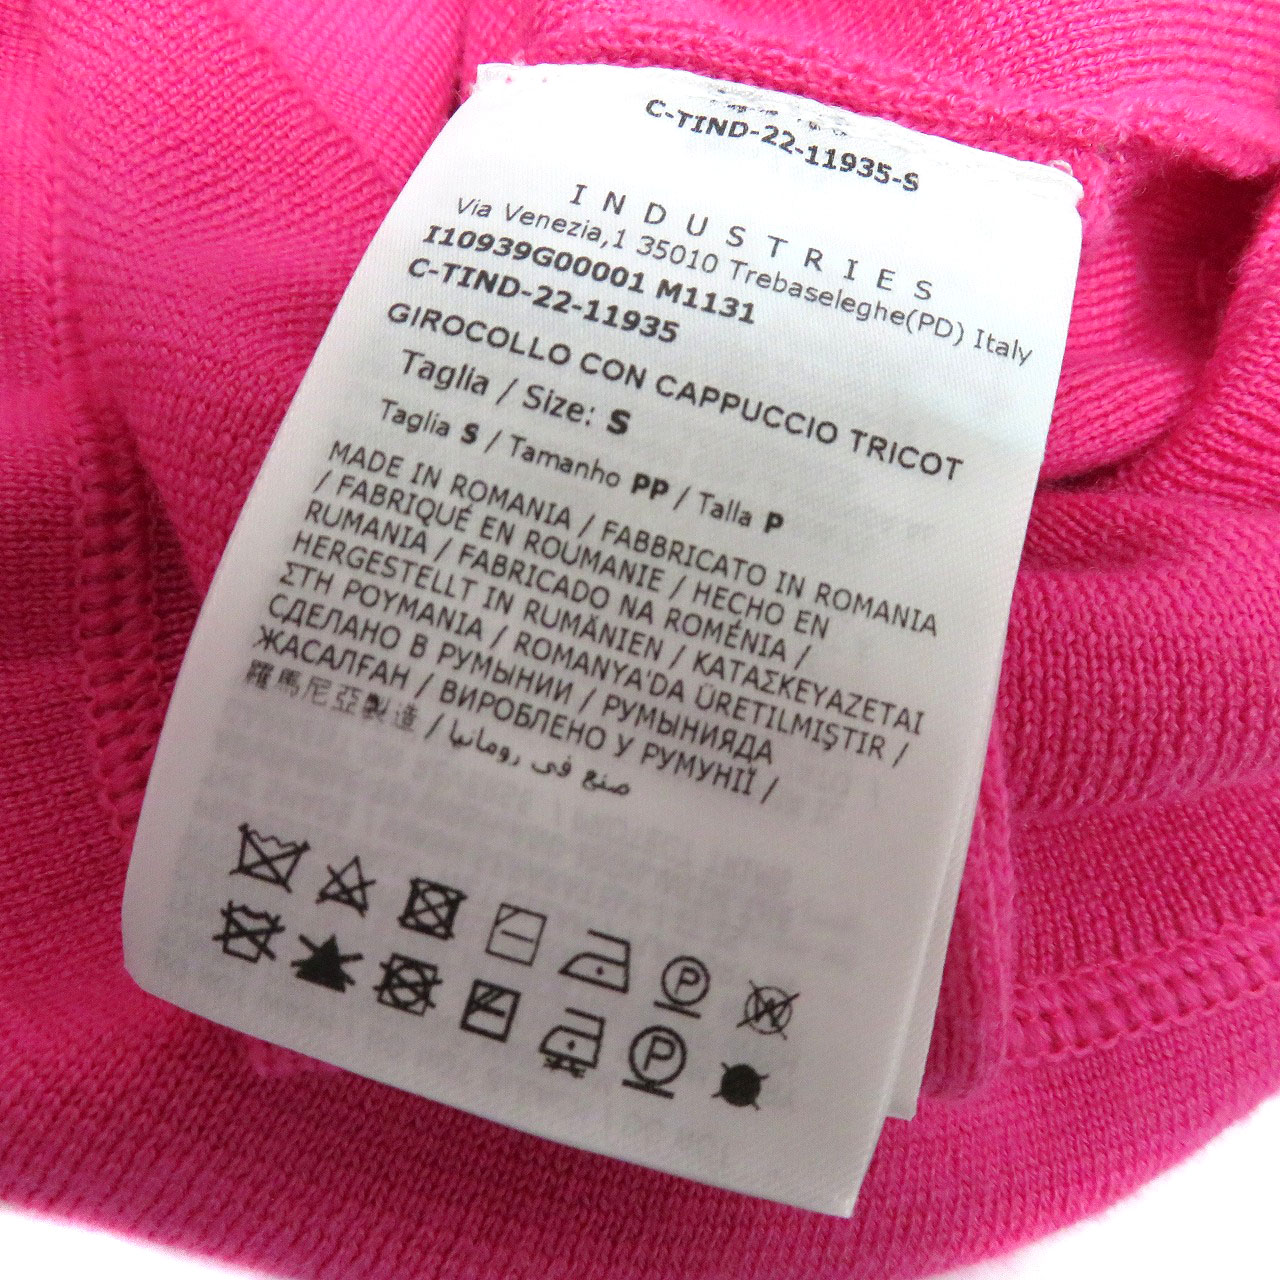 C-TIND-22-11935-S
INDUSTRIES
Via Venezia,1 35010 Trebaseleghe(PD) Italy
I10939G00001 M1131
C-TIND-22-11935
GIROCOLLO CON CAPPUCCIO TRICOT
Taglia / Size: S
Taglia S / Tamanho PP / Talla P
MADE IN ROMANIA / FABBRICATO IN ROMANIA
/ FABRIQUÉ EN ROUMANIE / HECHO EN
RUMANIA / FABRICADO NA ROMÉNIA /
HERGESTELLT IN RUMÄNIEN / ΚΑΤΑΣΚΕΥΑΖΕΤΑΙ
ΣΤΗ ΡΟΥΜΑΝΙΑ / ROMANYA'DA ÜRETILMIŞTIR /
СДЕЛАНО В РУМЫНИИ / РУМЫНИЯДА
ЖАСАЛҒАН / ВИРОБЛЕНО У РУМУНІЇ /
羅馬尼亞製造 / صنع في رومانيا
P W
P